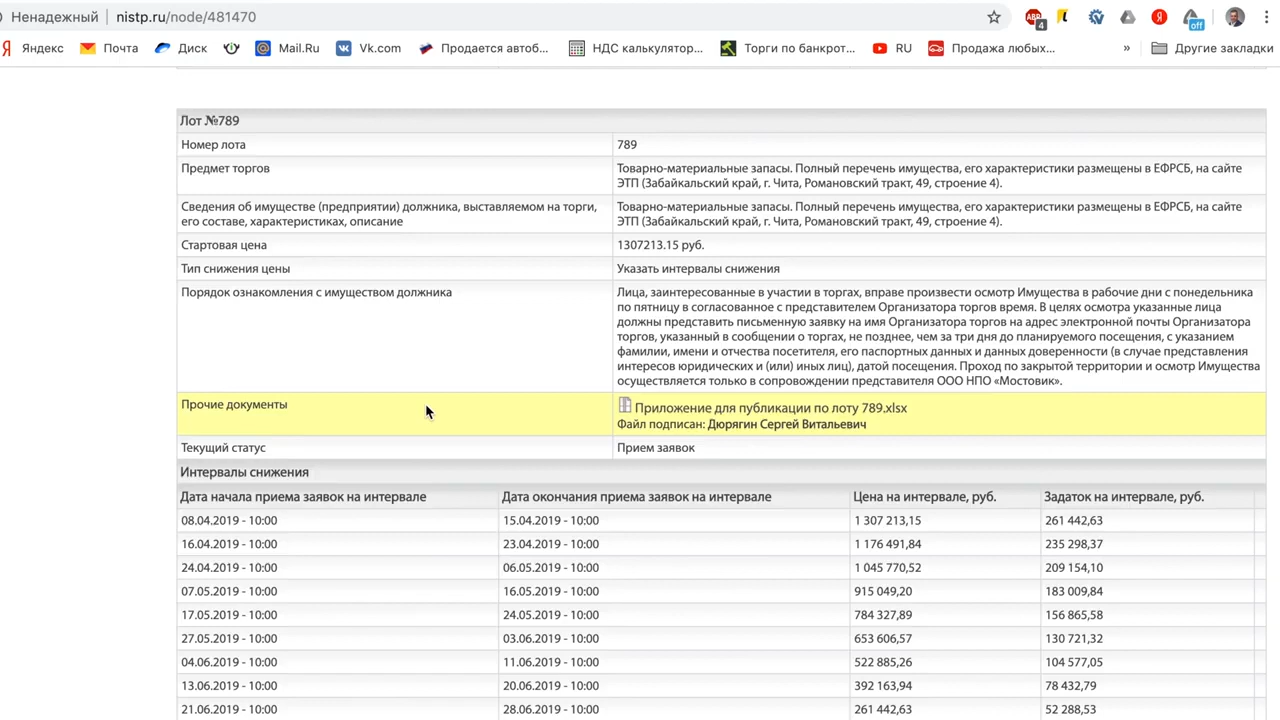 Ненадежный nistp.ru/node/481470
4 off
Яндекс Почта Диск Mail.Ru Vk.com Продается автоб... НДС калькулятор... Торги по банкрот... RU Продажа любых... » Другие закладки
Лот №789
Номер лота 789
Предмет торгов Товарно-материальные запасы. Полный перечень имущества, его характеристики размещены в ЕФРСБ, на сайте
ЭТП (Забайкальский край, г. Чита, Романовский тракт, 49, строение 4).
Сведения об имуществе (предприятии) должника, выставляемом на торги, Товарно-материальные запасы. Полный перечень имущества, его характеристики размещены в ЕФРСБ, на сайте
его составе, характеристиках, описание ЭТП (Забайкальский край, г. Чита, Романовский тракт, 49, строение 4).
Стартовая цена 1307213.15 руб.
Тип снижения цены Указать интервалы снижения
Порядок ознакомления с имуществом должника Лица, заинтересованные в участии в торгах, вправе произвести осмотр Имущества в рабочие дни с понедельника
по пятницу в согласованное с представителем Организатора торгов время. В целях осмотра указанные лица
должны представить письменную заявку на имя Организатора торгов на адрес электронной почты Организатора
торгов, указанный в сообщении о торгах, не позднее, чем за три дня до планируемого посещения, с указанием
фамилии, имени и отчества посетителя, его паспортных данных и данных доверенности (в случае представления
интересов юридических и (или) иных лиц), датой посещения. Проход по закрытой территории и осмотр Имущества
осуществляется только в сопровождении представителя ООО НПО «Мостовик».
Прочие документы Приложение для публикации по лоту 789.xlsx
Файл подписан: Дюрягин Сергей Витальевич
Текущий статус Прием заявок
Интервалы снижения
Дата начала приема заявок на интервале Дата окончания приема заявок на интервале Цена на интервале, руб. Задаток на интервале, руб.
08.04.2019 - 10:00 15.04.2019 - 10:00 1 307 213,15 261 442,63
16.04.2019 - 10:00 23.04.2019 - 10:00 1 176 491,84 235 298,37
24.04.2019 - 10:00 06.05.2019 - 10:00 1 045 770,52 209 154,10
07.05.2019 - 10:00 16.05.2019 - 10:00 915 049,20 183 009,84
17.05.2019 - 10:00 24.05.2019 - 10:00 784 327,89 156 865,58
27.05.2019 - 10:00 03.06.2019 - 10:00 653 606,57 130 721,32
04.06.2019 - 10:00 11.06.2019 - 10:00 522 885,26 104 577,05
13.06.2019 - 10:00 20.06.2019 - 10:00 392 163,94 78 432,79
21.06.2019 - 10:00 28.06.2019 - 10:00 261 442,63 52 288,53